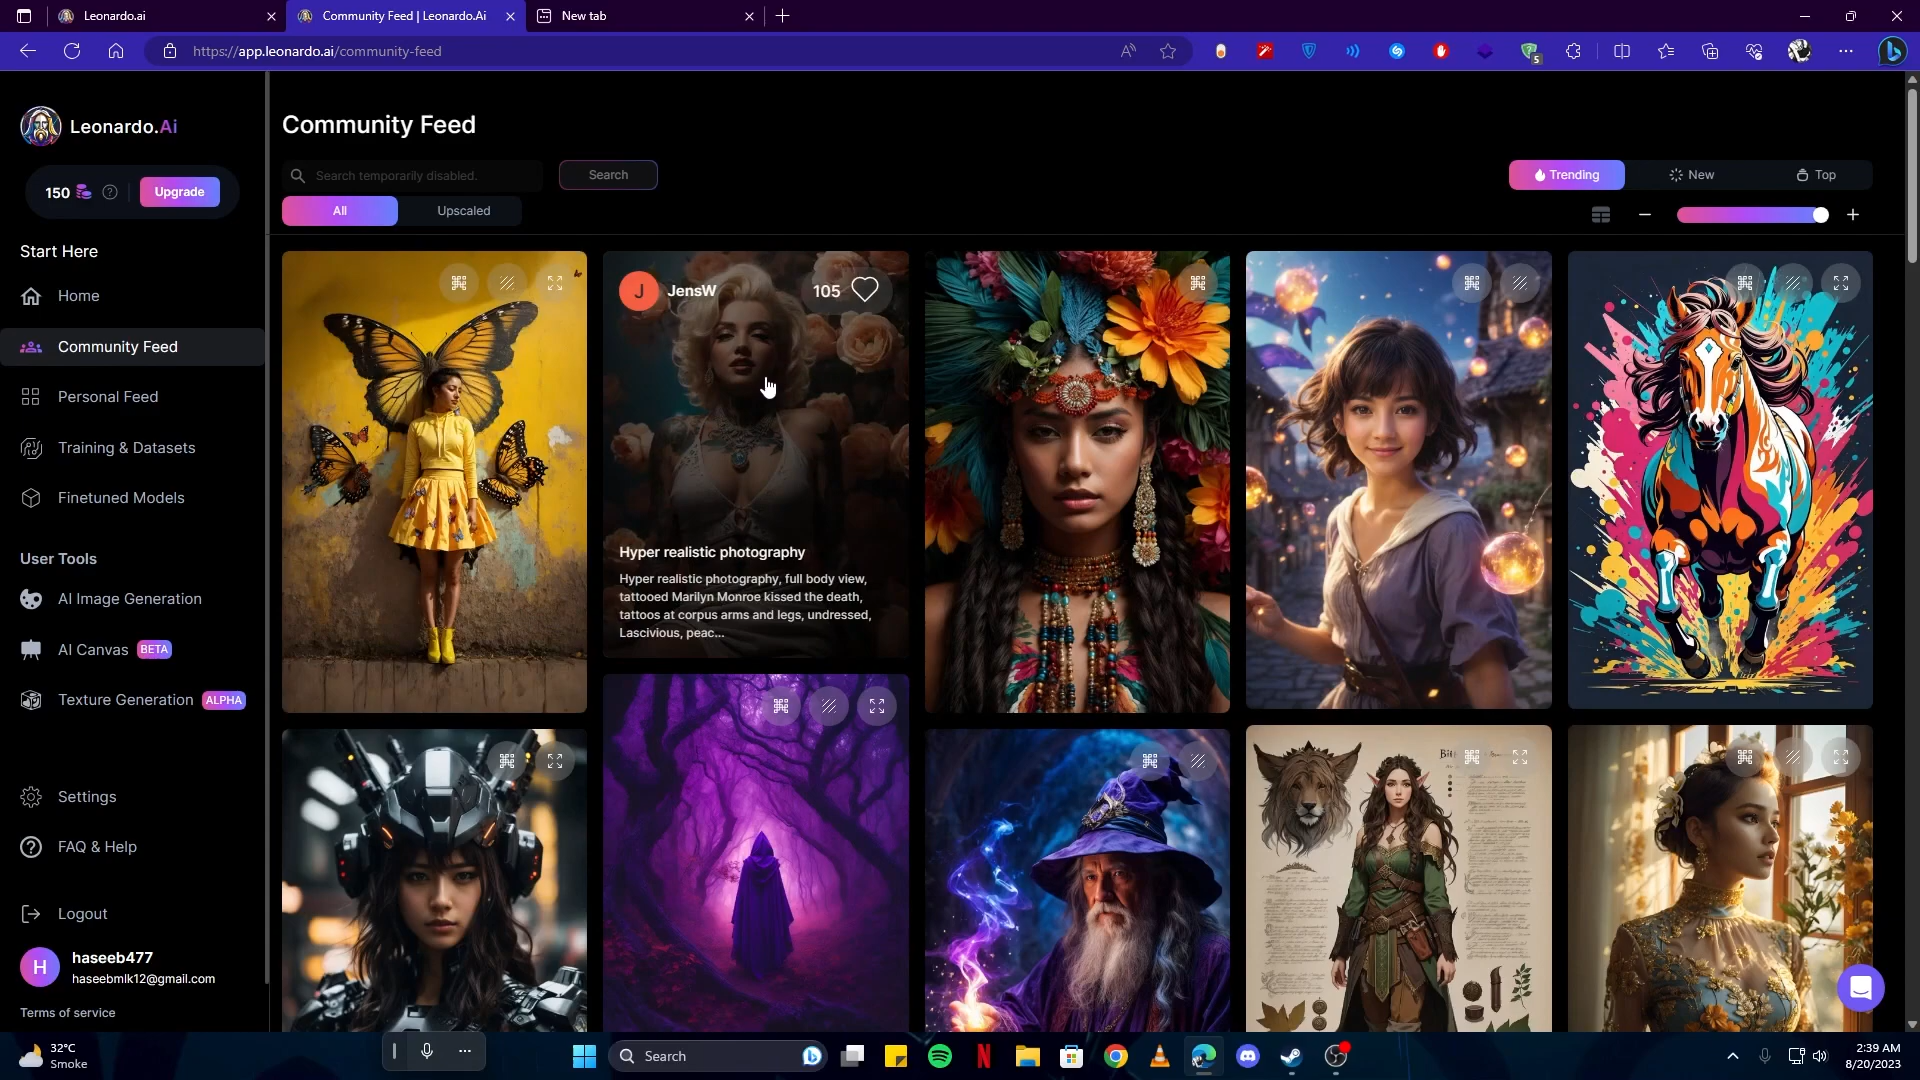 Leonardo.ai
Community Feed | Leonardo.Ai
New tab
https://app.leonardo.ai/community-feed
5
Leonardo.Ai
150
Upgrade
Start Here
Home
Community Feed
Personal Feed
Training & Datasets
Finetuned Models
User Tools
AI Image Generation
AI Canvas BETA
Texture Generation ALPHA
Settings
FAQ & Help
Logout
H
haseeb477
haseebmlk12@gmail.com
Terms of service
Community Feed
Search temporarily disabled.
Search
Trending
New
Top
All
Upscaled
J
JensW
105
Hyper realistic photography
Hyper realistic photography, full body view,
tattooed Marilyn Monroe kissed the death,
tattoos at corpus arms and legs, undressed,
Lascivious, peac...
32°C
Smoke
Search
2:39 AM
8/20/2023